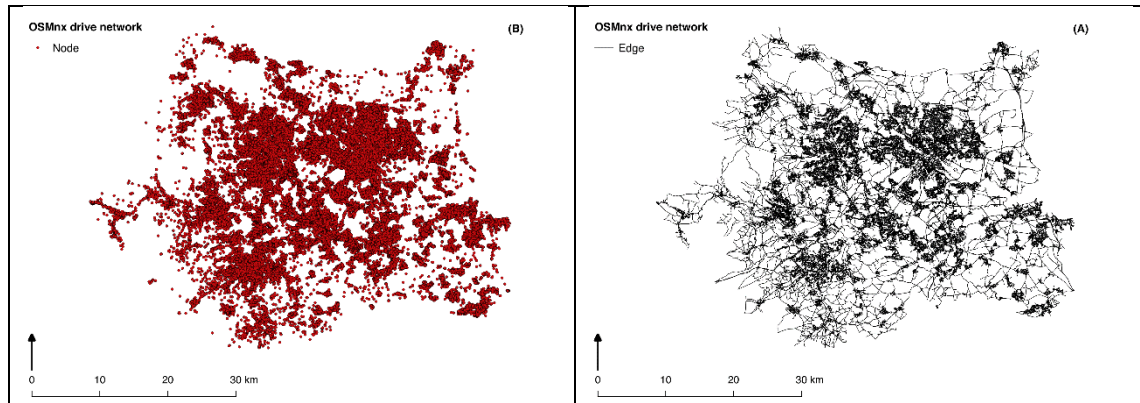 OSMnx drive network
(B)
Node
0 10 20 30 km
OSMnx drive network
(A)
Edge
0 10 20 30 km